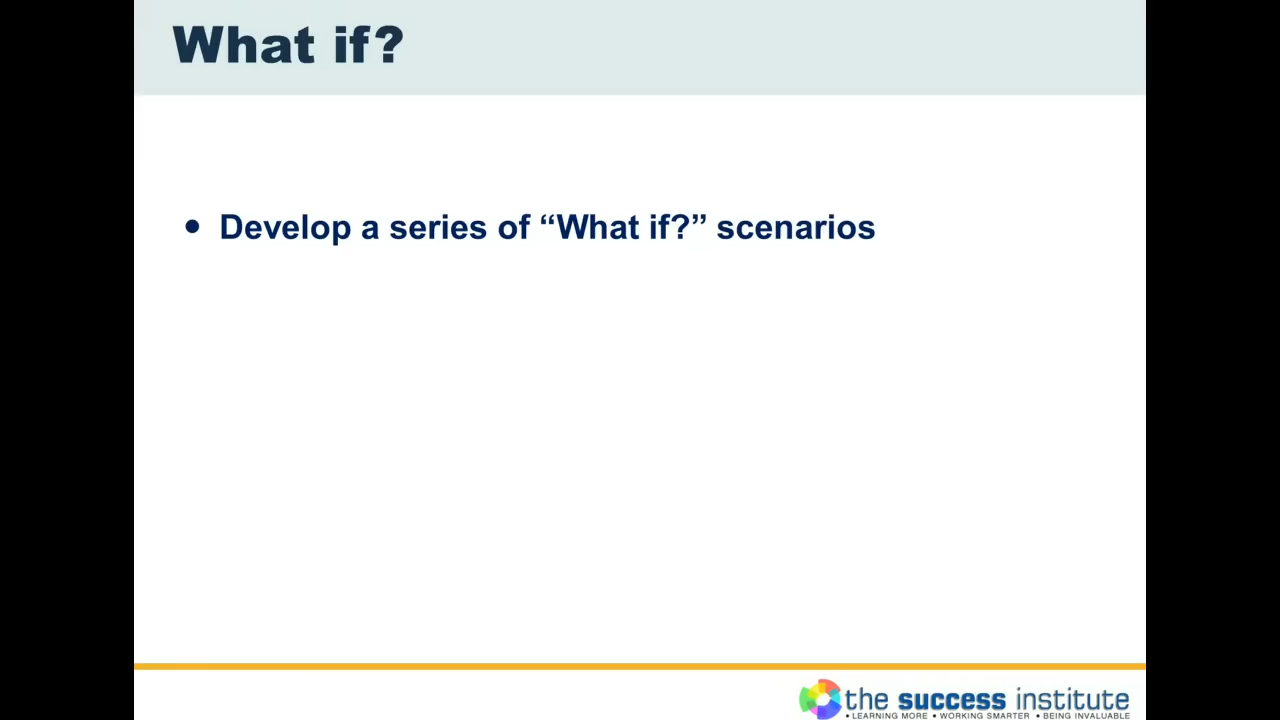 What if?
• Develop a series of “What if?” scenarios
the success institute
• LEARNING MORE • WORKING SMARTER • BEING INVALUABLE